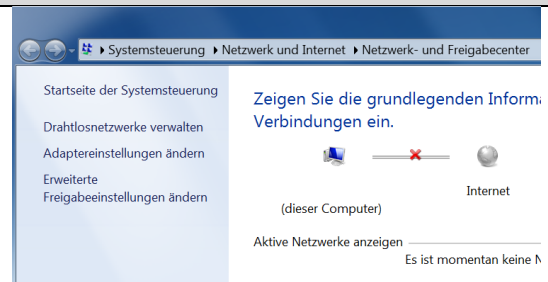 Systemsteuerung ▸ Netzwerk und Internet ▸ Netzwerk- und Freigabecenter
Startseite der Systemsteuerung
Drahtlosnetzwerke verwalten
Adaptereinstellungen ändern
Erweiterte
Freigabeeinstellungen ändern
Zeigen Sie die grundlegenden
Verbindungen ein.
Internet
(dieser Computer)
Aktive Netzwerke anzeigen
Es ist momentan keine